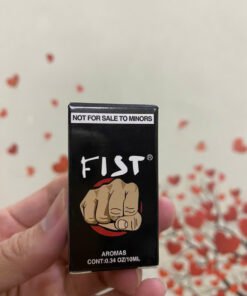 NOT FOR SALE TO MINORS
FIST®
AROMAS
CONT:0.34 OZ/10ML